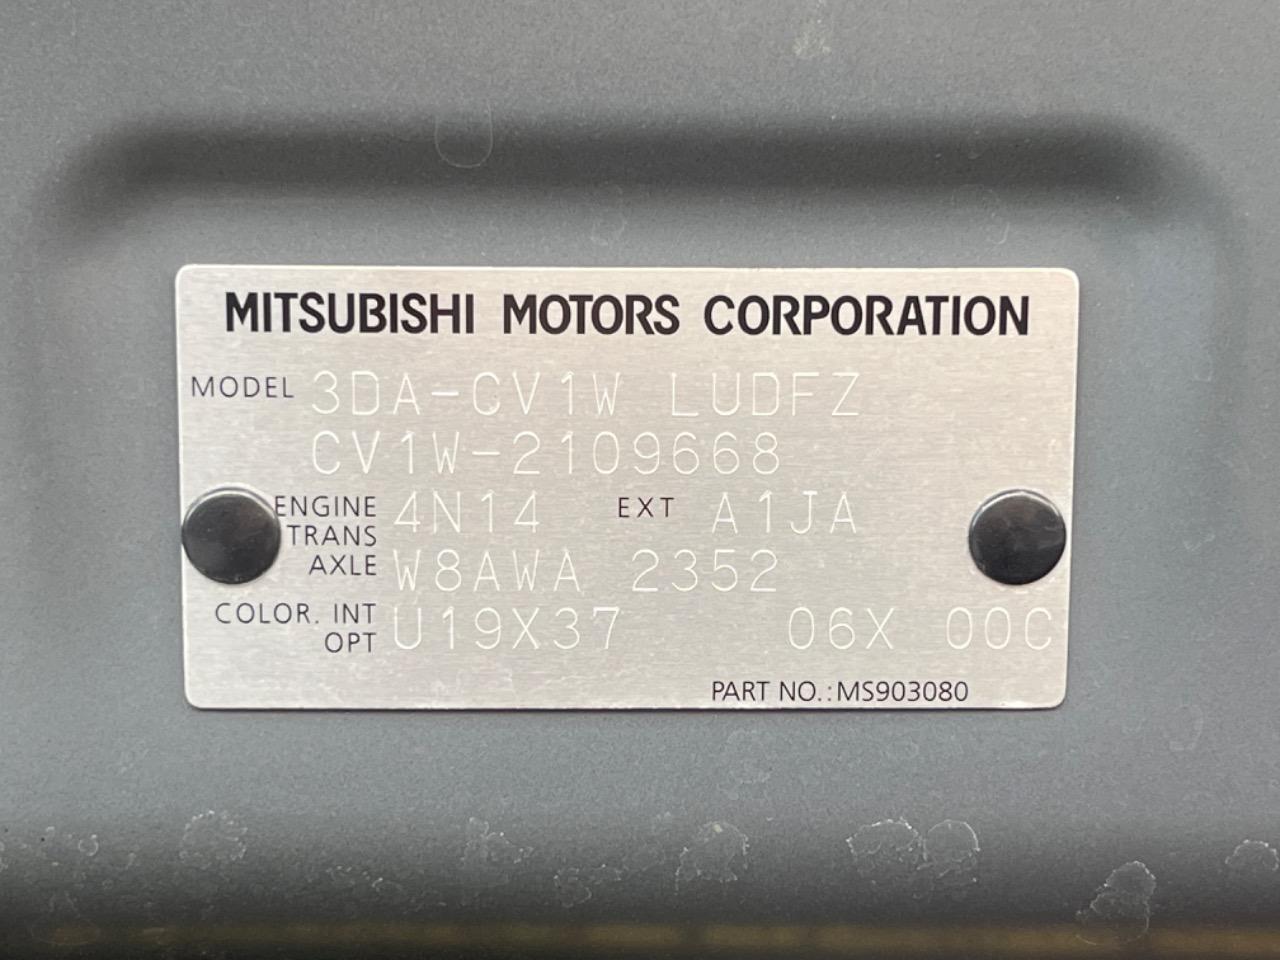 MITSUBISHI MOTORS CORPORATION
MODEL 3DA-CV1W LUDFZ
CV1W-2109668
ENGINE 4N14 EXT A1JA
TRANS
AXLE W8AWA 2352
COLOR. INT
OPT U19X37 06X 00C
PART NO.: MS903080